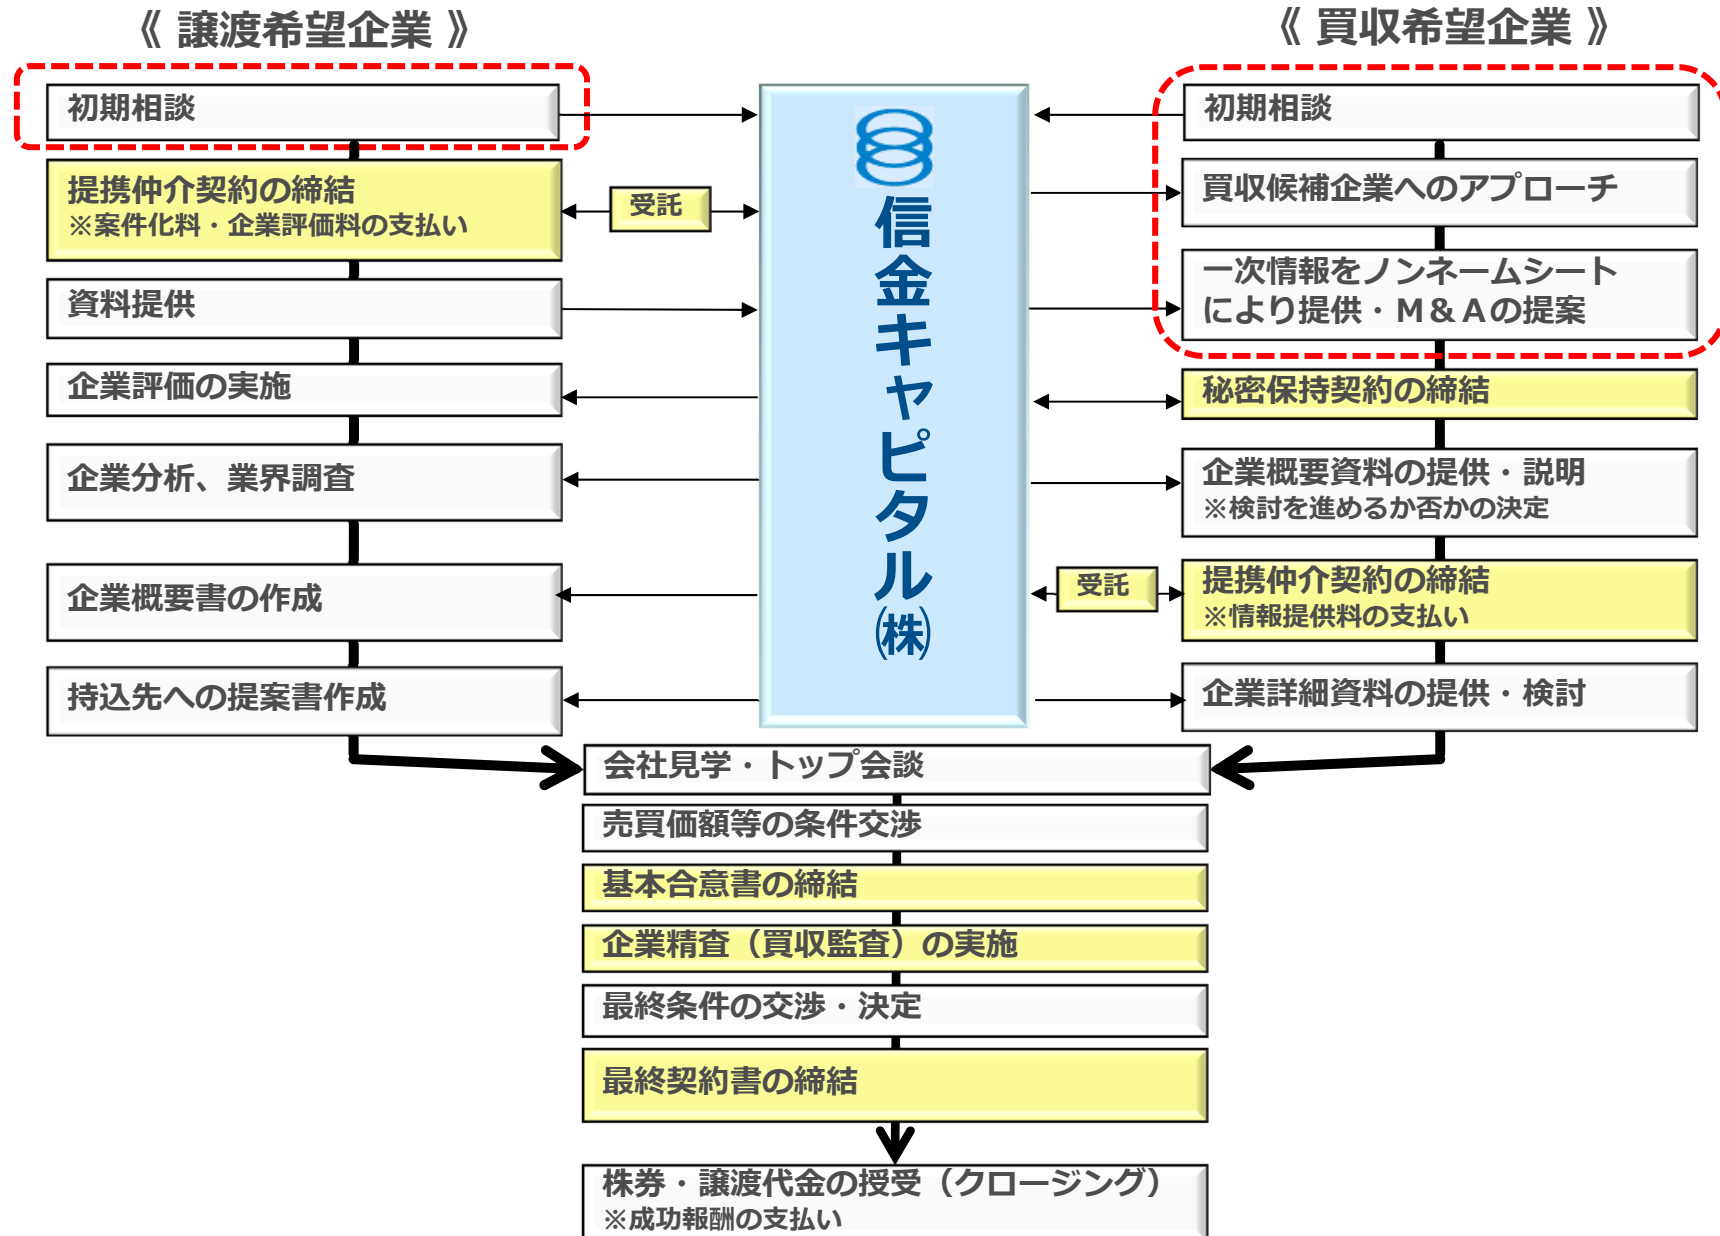 《 譲渡希望企業 》
初期相談
提携仲介契約の締結
※案件化料・企業評価料の支払い
受託
資料提供
企業評価の実施
企業分析、業界調査
企業概要書の作成
持込先への提案書作成
信金キャピタル㈱
《 買収希望企業 》
初期相談
買収候補企業へのアプローチ
一次情報をノンネームシート
により提供・Ｍ＆Ａの提案
秘密保持契約の締結
企業概要資料の提供・説明
※検討を進めるか否かの決定
受託
提携仲介契約の締結
※情報提供料の支払い
企業詳細資料の提供・検討
会社見学・トップ会談
売買価額等の条件交渉
基本合意書の締結
企業精査（買収監査）の実施
最終条件の交渉・決定
最終契約書の締結
株券・譲渡代金の授受（クロージング）
※成功報酬の支払い